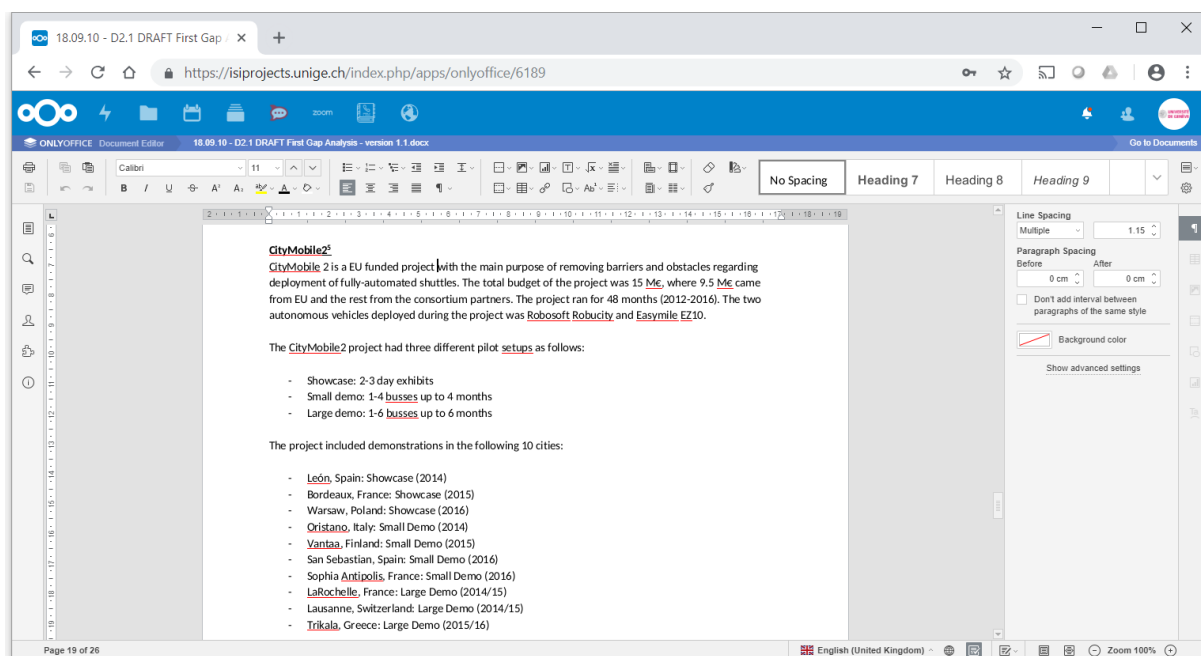 18.09.10 - D2.1 DRAFT First Gap
https://isiprojects.unige.ch/index.php/apps/onlyoffice/6189
zoom
ONLYOFFICE Document Editor
18.09.10 - D2.1 DRAFT First Gap Analysis - version 1.1.docx
Go to Documents
Calibri
11
No Spacing
Heading 7
Heading 8
Heading 9
CityMobile2⁵
CityMobile 2 is a EU funded project with the main purpose of removing barriers and obstacles regarding
deployment of fully-automated shuttles. The total budget of the project was 15 M€, where 9.5 M€ came
from EU and the rest from the consortium partners. The project ran for 48 months (2012-2016). The two
autonomous vehicles deployed during the project was Robosoft Robucity and Easymile EZ10.
The CityMobile2 project had three different pilot setups as follows:
- Showcase: 2-3 day exhibits
- Small demo: 1-4 busses up to 4 months
- Large demo: 1-6 busses up to 6 months
The project included demonstrations in the following 10 cities:
- León, Spain: Showcase (2014)
- Bordeaux, France: Showcase (2015)
- Warsaw, Poland: Showcase (2016)
- Oristano, Italy: Small Demo (2014)
- Vantaa, Finland: Small Demo (2015)
- San Sebastian, Spain: Small Demo (2016)
- Sophia Antipolis, France: Small Demo (2016)
- LaRochelle, France: Large Demo (2014/15)
- Lausanne, Switzerland: Large Demo (2014/15)
- Trikala, Greece: Large Demo (2015/16)
Line Spacing
Multiple
1.15
Paragraph Spacing
Before
After
0 cm
0 cm
Don't add interval between
paragraphs of the same style
Background color
Show advanced settings
Page 19 of 26
English (United Kingdom)
Zoom 100%